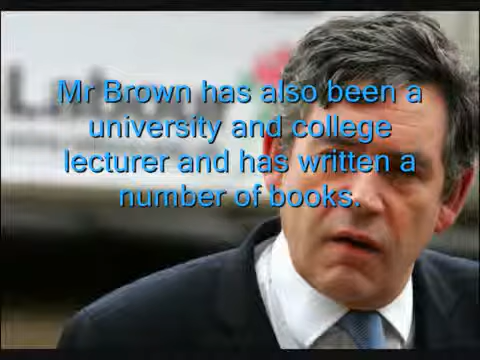 Mr Brown has also been a
university and college
lecturer and has written a
number of books.